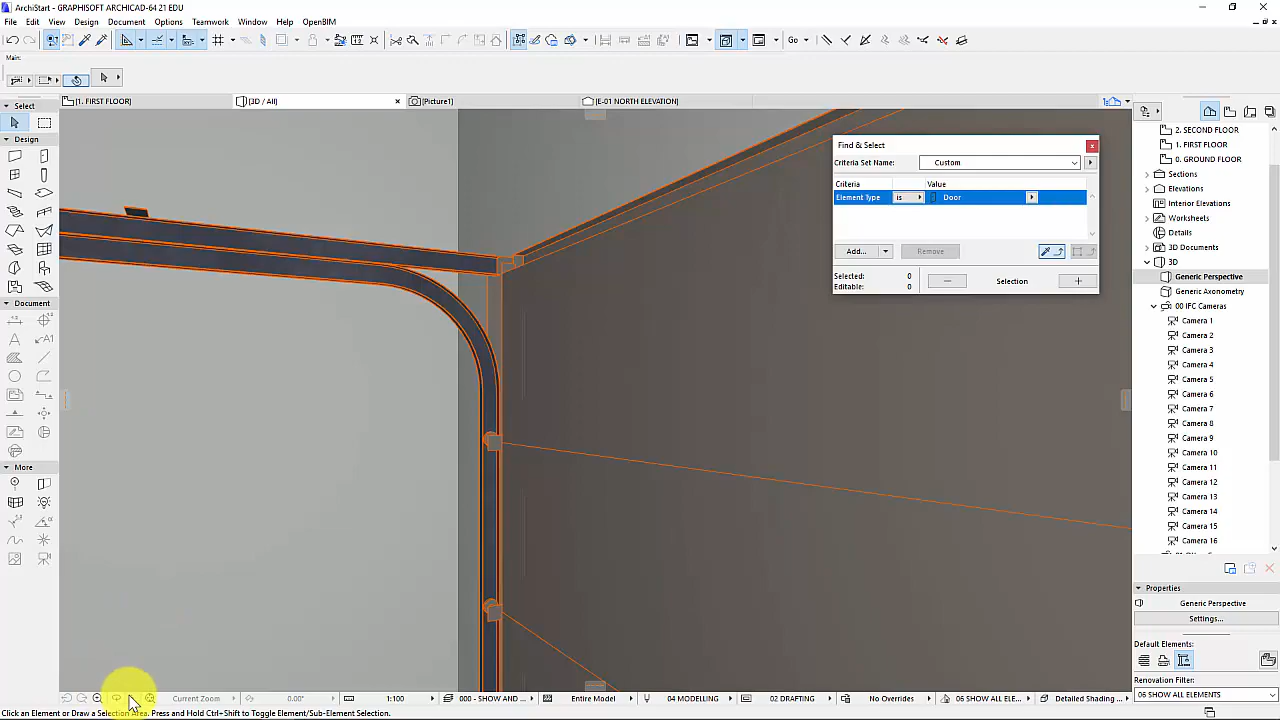 ArchiStart - GRAPHISOFT ARCHICAD-64 21 EDU
File Edit View Design Document Options Teamwork Window Help OpenBIM
Go
Main:
[1. FIRST FLOOR]
[3D / All]
[Picture1]
[E-01 NORTH ELEVATION]
Select
Design
Document
More
Find & Select
Criteria Set Name:
Custom
Criteria
Value
Element Type
is
Door
Add...
Remove
Selected: 0
Editable: 0
Selection
2. SECOND FLOOR
1. FIRST FLOOR
0. GROUND FLOOR
Sections
Elevations
Interior Elevations
Worksheets
Details
3D Documents
3D
Generic Perspective
Generic Axonometry
00 IFC Cameras
Camera 1
Camera 2
Camera 3
Camera 4
Camera 5
Camera 6
Camera 7
Camera 8
Camera 9
Camera 10
Camera 11
Camera 12
Camera 13
Camera 14
Camera 15
Camera 16
Properties
Generic Perspective
Settings...
Default Elements:
Renovation Filter:
06 SHOW ALL ELEMENTS
Current Zoom
0.00°
1:100
000 - SHOW AND ...
Entire Model
04 MODELLING
02 DRAFTING
No Overrides
06 SHOW ALL ELE...
Detailed Shading...
Click an Element or Draw a Selection Area. Press and Hold Ctrl+Shift to Toggle Element/Sub-Element Selection.